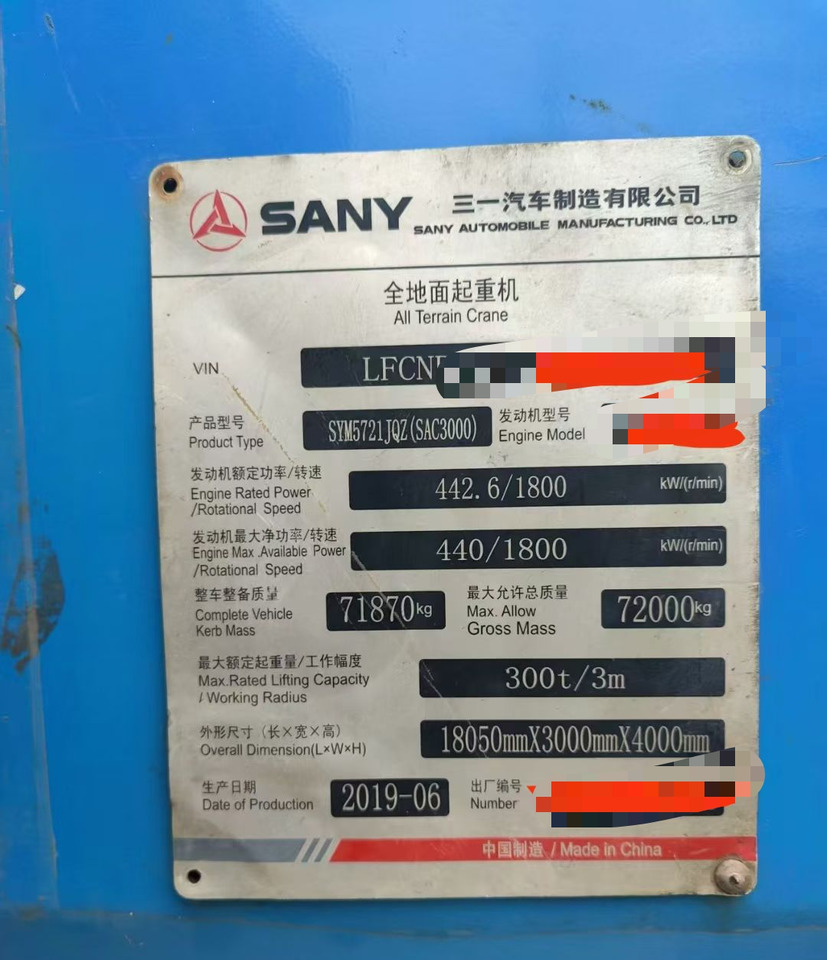 SANY
三一汽车制造有限公司
SANY AUTOMOBILE MANUFACTURING CO.,LTD
全地面起重机
All Terrain Crane
VIN LFCN
产品型号 SYM5721JQZ(SAC3000) 发动机型号
Product Type Engine Model
发动机额定功率/转速 442.6/1800 kW/(r/min)
Engine Rated Power
/Rotational Speed
发动机最大净功率/转速 440/1800 kW/(r/min)
Engine Max .Available Power
/Rotational Speed
整车整备质量 71870kg 最大允许总质量 72000kg
Complete Vehicle Max. Allow
Kerb Mass Gross Mass
最大额定起重量/工作幅度 300t/3m
Max.Rated Lifting Capacity
/ Working Radius
外形尺寸（长×宽×高） 18050mmX3000mmX4000mm
Overall Dimension(L×W×H)
生产日期 2019-06 出厂编号
Date of Production Number
中国制造 / Made in China